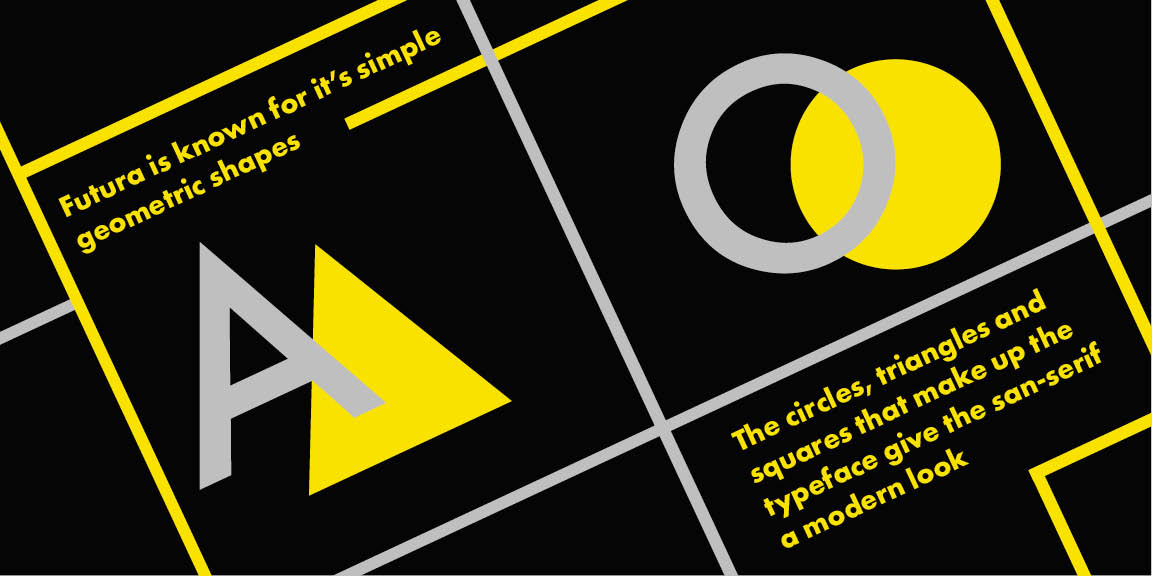 Futura is known for it's simple
geometric shapes
A
O
The circles, triangles and
squares that make up the
typeface give the san-serif
a modern look